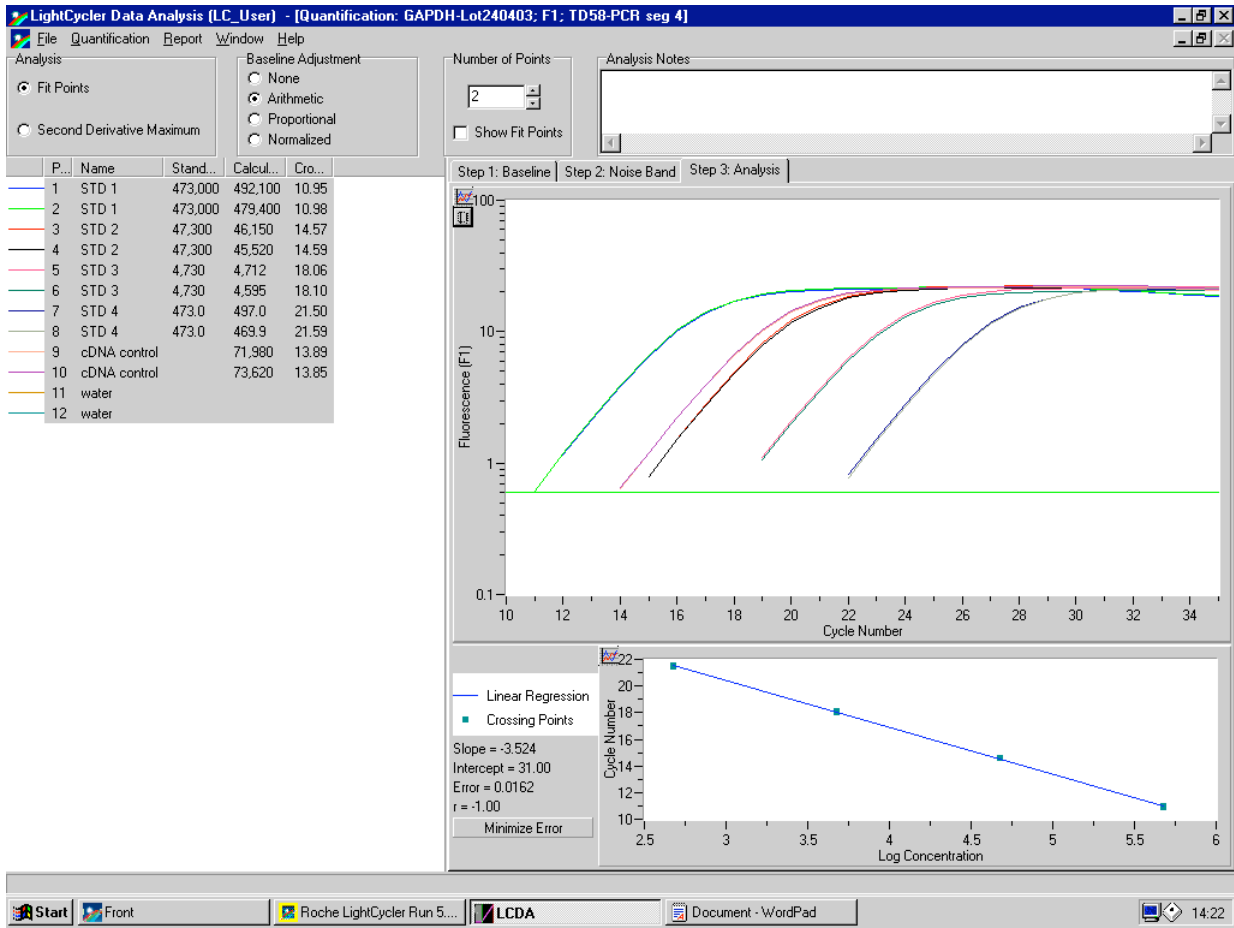 LightCycler Data Analysis (LC_User) - [Quantification: GAPDH-Lot240403; F1; TD58-PCR seg 4]
File Quantification Report Window Help
Analysis
Fit Points
Second Derivative Maximum
Baseline Adjustment
None
Arithmetic
Proportional
Normalized
Number of Points
2
Show Fit Points
Analysis Notes
P... Name Stand... Calcul... Cro...
1 STD 1 473,000 492,100 10.95
2 STD 1 473,000 479,400 10.98
3 STD 2 47,300 46,150 14.57
4 STD 2 47,300 45,520 14.59
5 STD 3 4,730 4,712 18.06
6 STD 3 4,730 4,595 18.10
7 STD 4 473.0 497.0 21.50
8 STD 4 473.0 469.9 21.59
9 cDNA control 71,980 13.89
10 cDNA control 73,620 13.85
11 water
12 water
Step 1: Baseline Step 2: Noise Band Step 3: Analysis
100
10
1
0.1
Fluorescence (F1)
10 12 14 16 18 20 22 24 26 28 30 32 34
Cycle Number
Linear Regression
Crossing Points
Slope = -3.524
Intercept = 31.00
Error = 0.0162
r = -1.00
Minimize Error
22
20
18
16
14
12
10
Cycle Number
2.5 3 3.5 4 4.5 5 5.5 6
Log Concentration
Start Front Roche LightCycler Run 5.... LCDA Document - WordPad 14:22